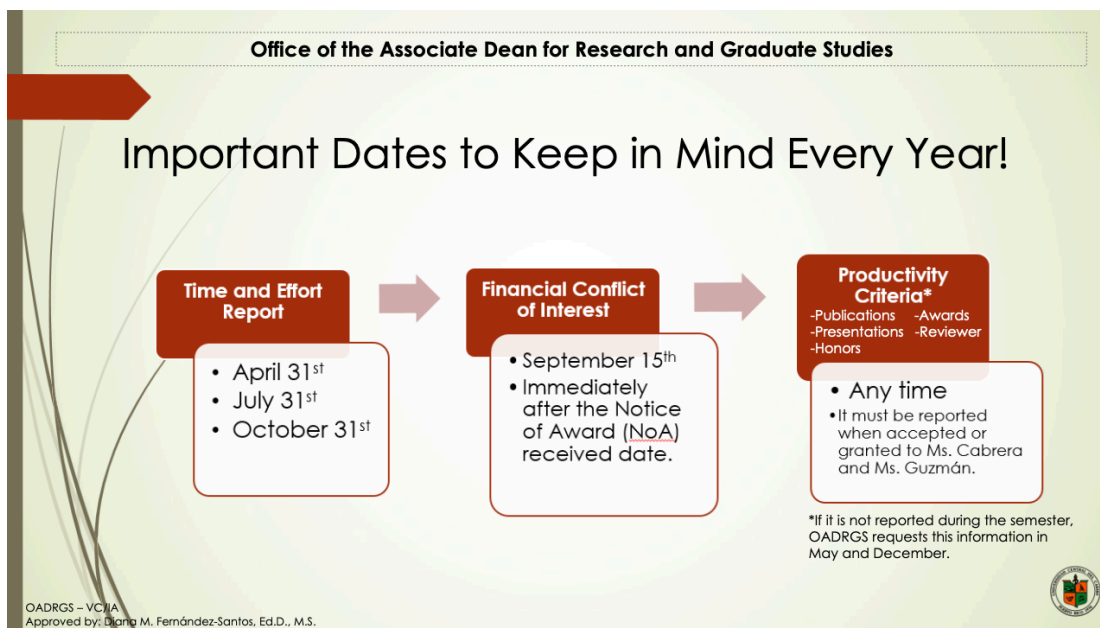 Office of the Associate Dean for Research and Graduate Studies
Important Dates to Keep in Mind Every Year!
Time and Effort
Report
• April 31st
• July 31st
• October 31st
Financial Conflict
of Interest
• September 15th
• Immediately
after the Notice
of Award (NoA)
received date.
Productivity
Criteria*
-Publications -Awards
-Presentations -Reviewer
-Honors
• Any time
• It must be reported
when accepted or
granted to Ms. Cabrera
and Ms. Guzmán.
*If it is not reported during the semester,
OADRGS requests this information in
May and December.
OADRGS – VC/IA
Approved by: Diana M. Fernández-Santos, Ed.D., M.S.